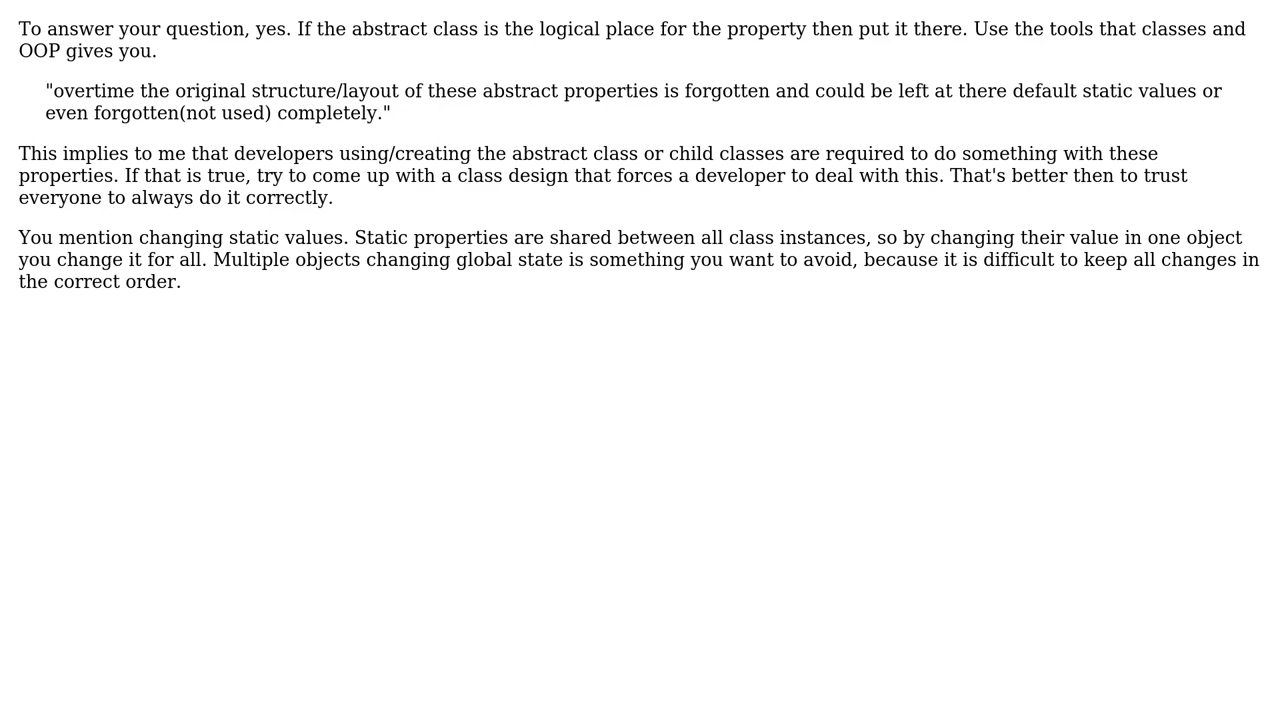 To answer your question, yes. If the abstract class is the logical place for the property then put it there. Use the tools that classes and
OOP gives you.
"overtime the original structure/layout of these abstract properties is forgotten and could be left at there default static values or
even forgotten(not used) completely."
This implies to me that developers using/creating the abstract class or child classes are required to do something with these
properties. If that is true, try to come up with a class design that forces a developer to deal with this. That's better then to trust
everyone to always do it correctly.
You mention changing static values. Static properties are shared between all class instances, so by changing their value in one object
you change it for all. Multiple objects changing global state is something you want to avoid, because it is difficult to keep all changes in
the correct order.